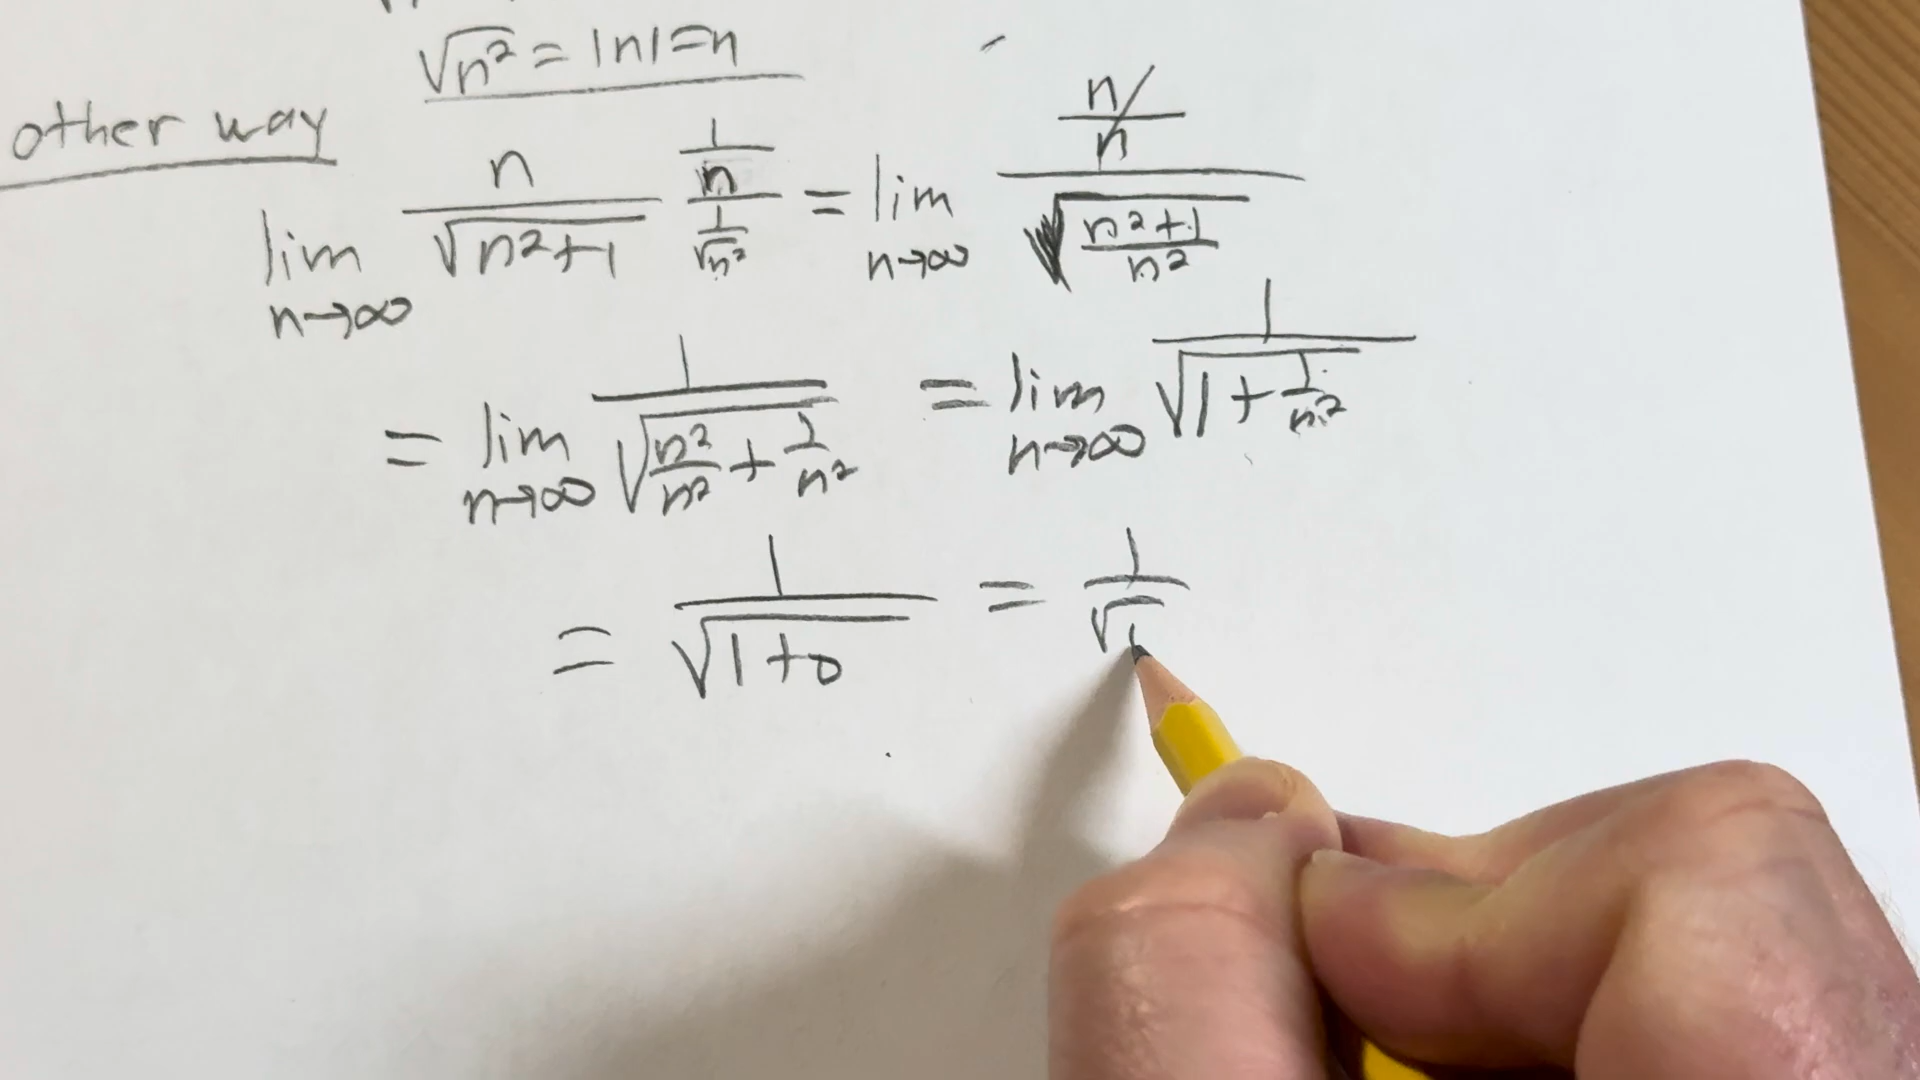 √n² = |n| = n
other way
lim n→∞ n/√(n²+1) · (1/n)/(1/√n²) = lim n→∞ (n/n)/√((n²+1)/n²)
= lim n→∞ 1/√(n²/n² + 1/n²) = lim n→∞ 1/√(1 + 1/n²)
= 1/√(1+0) = 1/√1